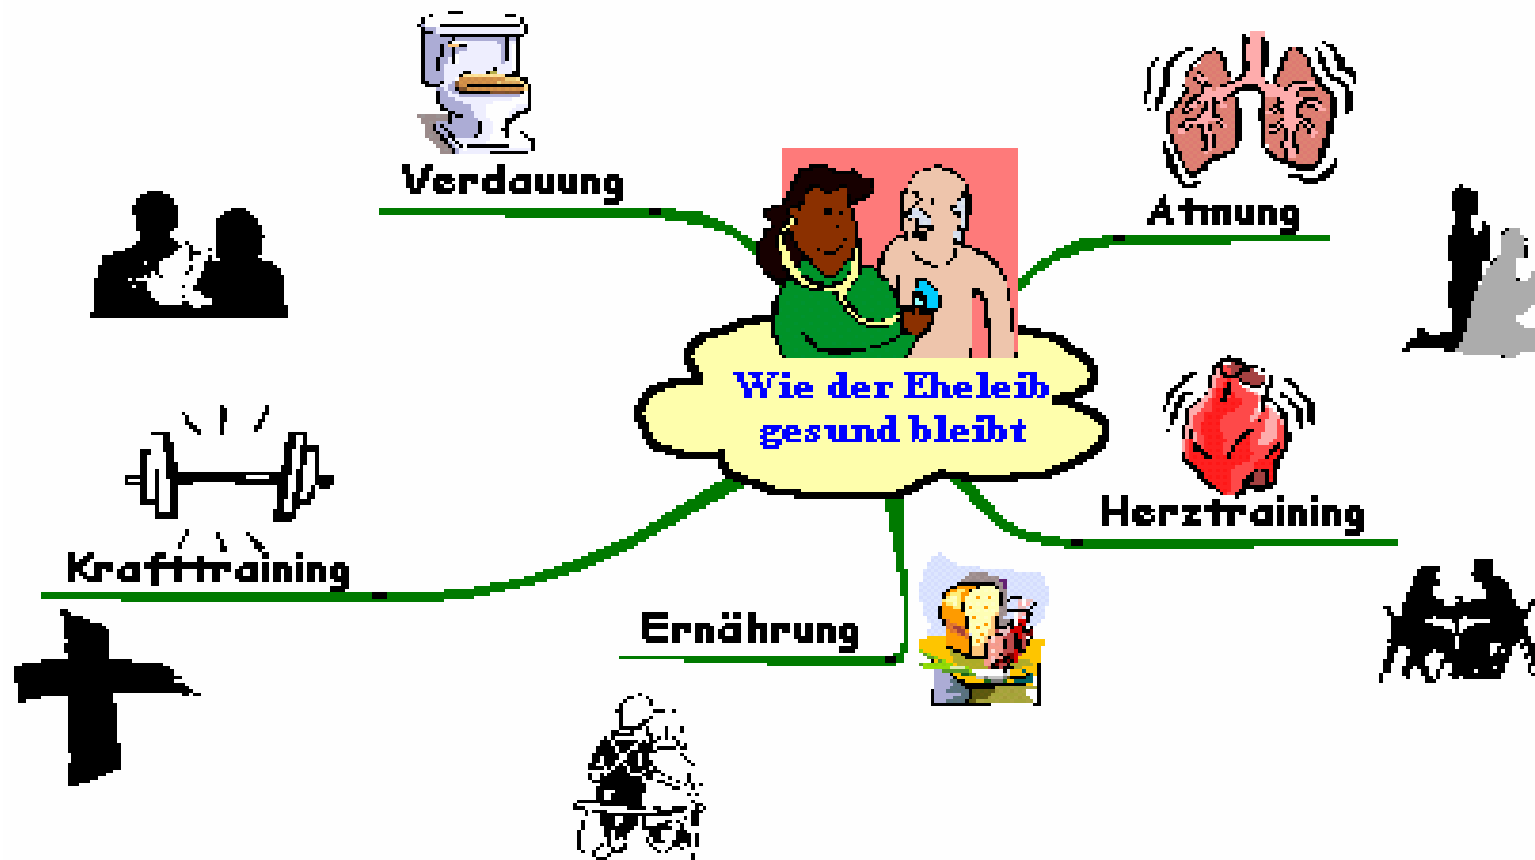 Verdauung
Atmung
Wie der Eheleib
gesund bleibt
Herztraining
Krafttraining
Ernährung